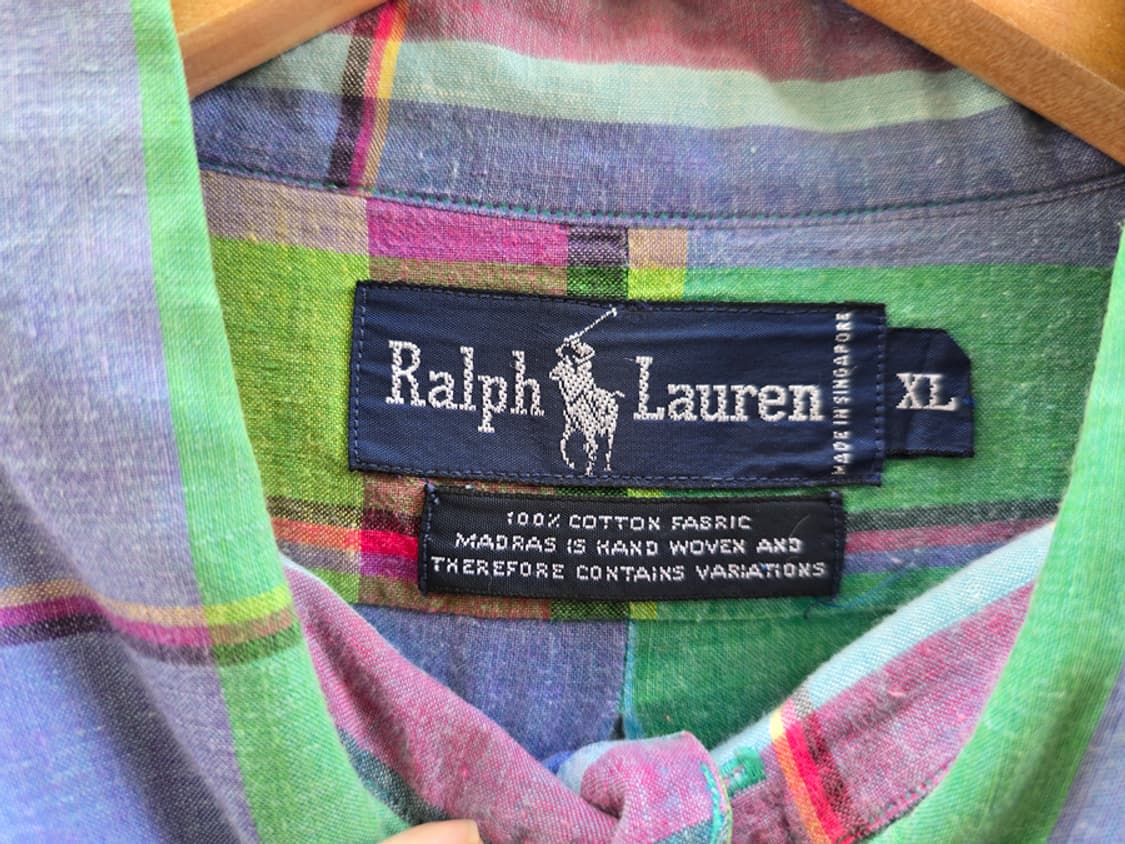 Ralph Lauren
MADE IN SINGAPORE
XL
100% COTTON FABRIC
MADRAS IS HAND WOVEN AND
THEREFORE CONTAINS VARIATIONS